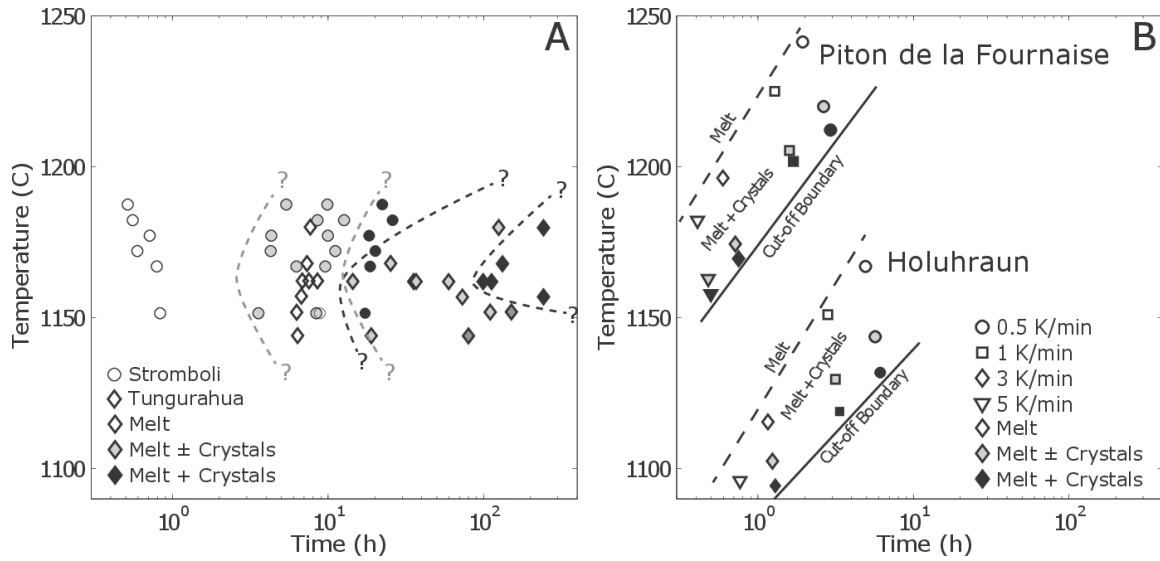 A
1250
1200
1150
1100
Temperature (C)
?
?
?
?
?
?
?
?
Stromboli
Tungurahua
Melt
Melt ± Crystals
Melt + Crystals
10⁰
10¹
10²
Time (h)
B
1250
1200
1150
1100
Temperature (C)
Piton de la Fournaise
Melt
Melt + Crystals
Cut-off Boundary
Holuhraun
Melt
Melt +Crystals
Cut-off Boundary
0.5 K/min
1 K/min
3 K/min
5 K/min
Melt
Melt ± Crystals
Melt + Crystals
10⁰
10¹
10²
Time (h)